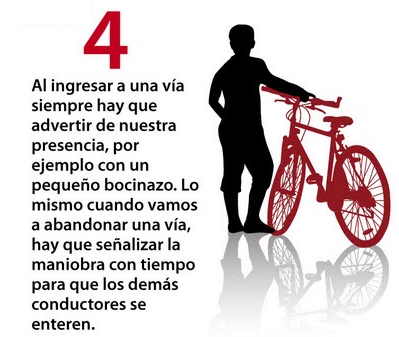 4
Al ingresar a una vía
siempre hay que
advertir de nuestra
presencia, por
ejemplo con un
pequeño bocinazo. Lo
mismo cuando vamos
a abandonar una vía,
hay que señalizar la
maniobra con tiempo
para que los demás
conductores se
enteren.